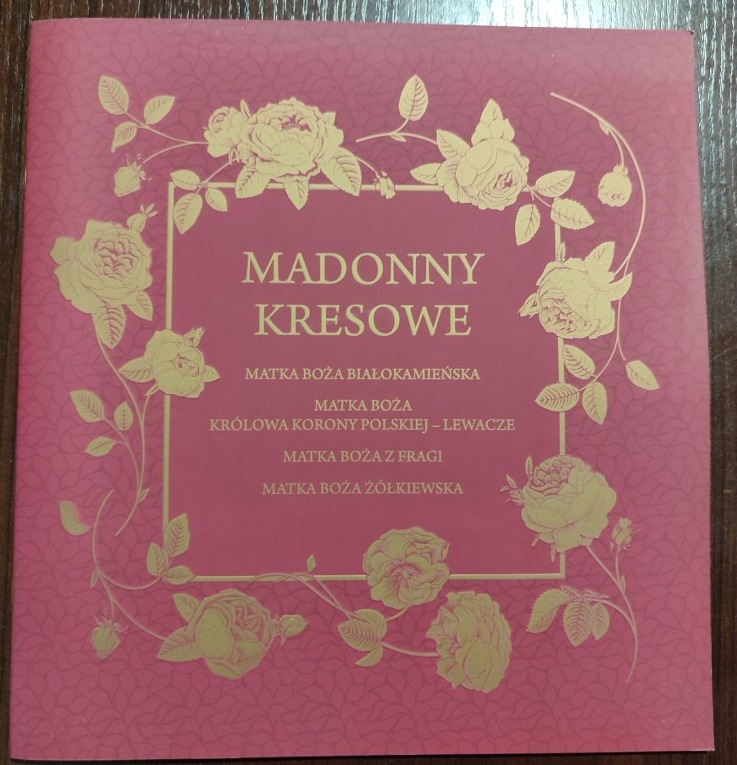 MADONNY
KRESOWE
MATKA BOŻA BIAŁOKAMIEŃSKA
MATKA BOŻA
KRÓLOWA KORONY POLSKIEJ – LEWACZE
MATKA BOŻA Z FRAGI
MATKA BOŻA ŻÓŁKIEWSKA